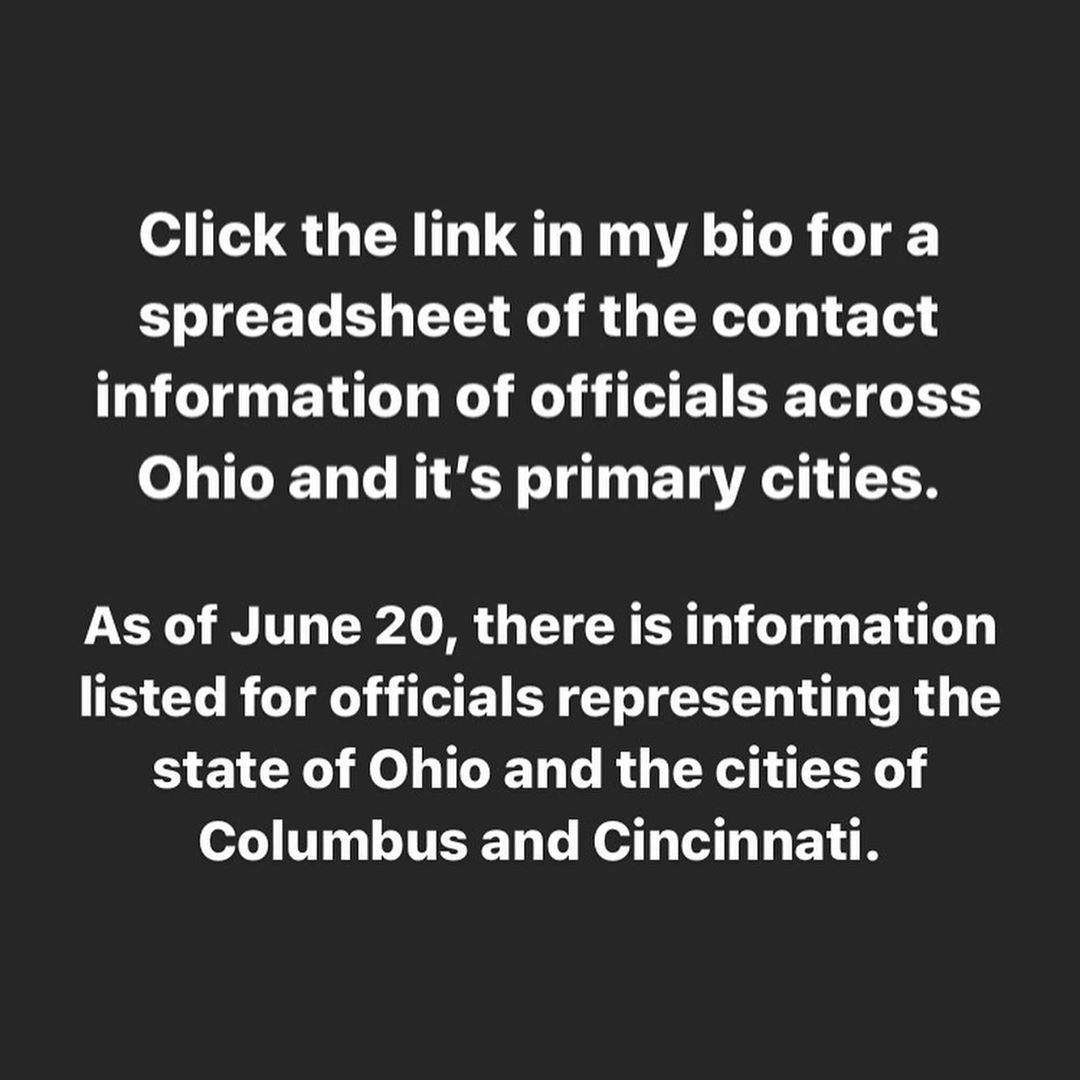 Click the link in my bio for a
spreadsheet of the contact
information of officials across
Ohio and it’s primary cities.
As of June 20, there is information
listed for officials representing the
state of Ohio and the cities of
Columbus and Cincinnati.